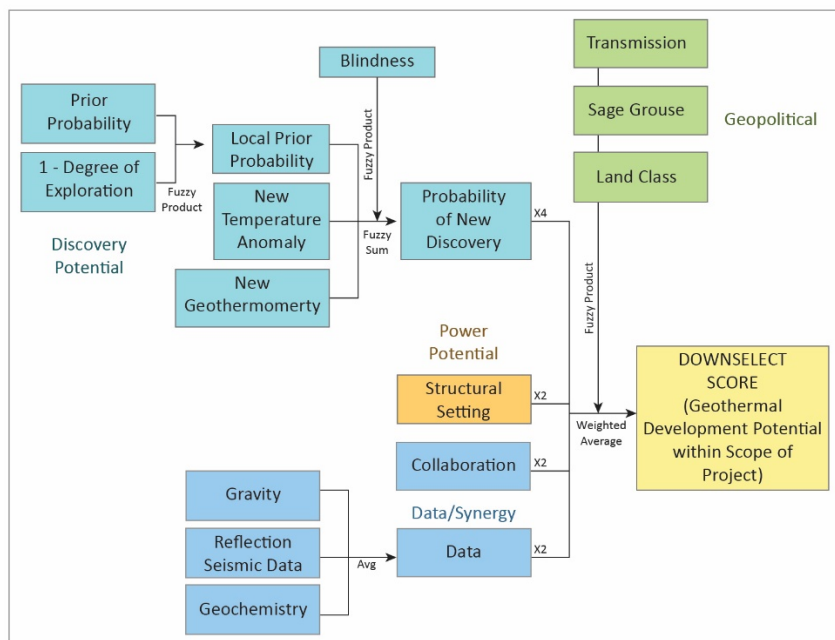 Blindness
Transmission
Sage Grouse
Land Class
Geopolitical
Prior
Probability
1 - Degree of
Exploration
Fuzzy
Product
Discovery
Potential
Local Prior
Probability
New
Temperature
Anomaly
New
Geothermomerty
Fuzzy Product
Fuzzy
Sum
Probability
of New
Discovery
X4
Fuzzy Product
Power
Potential
Structural
Setting
X2
Collaboration
X2
Data/Synergy
Gravity
Reflection
Seismic Data
Geochemistry
Avg
Data
X2
Weighted
Average
DOWNSELECT
SCORE
(Geothermal
Development Potential
within Scope of
Project)